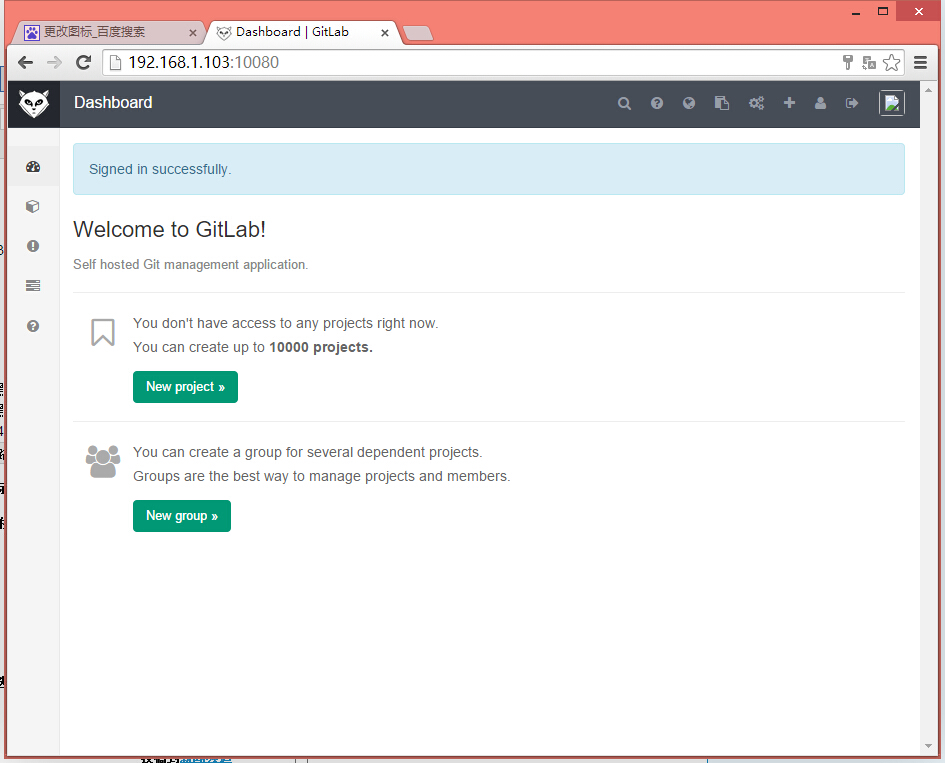 更改图标_百度搜索
Dashboard | GitLab
192.168.1.103:10080
Dashboard
Signed in successfully.
Welcome to GitLab!
Self hosted Git management application.
You don't have access to any projects right now.
You can create up to 10000 projects.
New project »
You can create a group for several dependent projects.
Groups are the best way to manage projects and members.
New group »